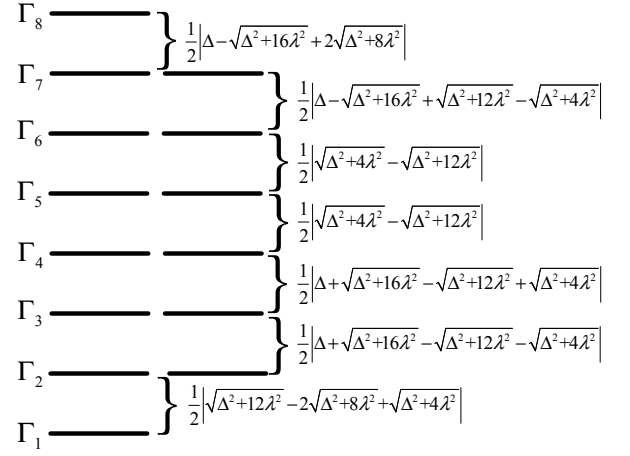 Γ₈
½|Δ−√(Δ²+16λ²)+2√(Δ²+8λ²)|
Γ₇
½|Δ−√(Δ²+16λ²)+√(Δ²+12λ²)−√(Δ²+4λ²)|
Γ₆
½|√(Δ²+4λ²)−√(Δ²+12λ²)|
Γ₅
½|√(Δ²+4λ²)−√(Δ²+12λ²)|
Γ₄
½|Δ+√(Δ²+16λ²)−√(Δ²+12λ²)+√(Δ²+4λ²)|
Γ₃
½|Δ+√(Δ²+16λ²)−√(Δ²+12λ²)−√(Δ²+4λ²)|
Γ₂
½|√(Δ²+12λ²)−2√(Δ²+8λ²)+√(Δ²+4λ²)|
Γ₁